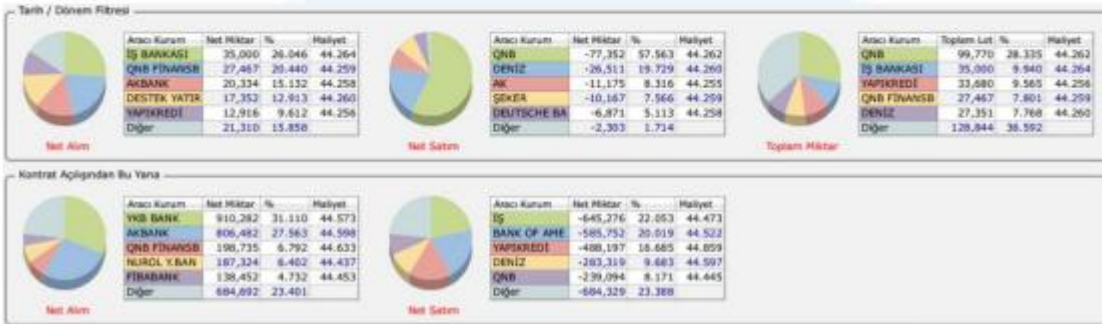 Tarih / Dönem Filtresi
Aracı Kurum Net Miktar % Maliyet
İŞ BANKASI 35,000 26.046 44.264
QNB FİNANSB 27,467 20.440 44.259
AKBANK 20,334 15.132 44.258
DESTEK YATIR 17,352 12.913 44.260
YAPIKREDİ 12,916 9.612 44.256
Diğer 21,310 15.858
Net Alım
Aracı Kurum Net Miktar % Maliyet
QNB -77,352 57.563 44.262
DENİZ -26,511 19.729 44.260
AK -11,175 8.316 44.255
ŞEKER -10,167 7.566 44.259
DEUTSCHE BA -6,871 5.113 44.258
Diğer -2,303 1.714
Net Satım
Aracı Kurum Toplam Lot % Maliyet
QNB 99,770 28.335 44.262
İŞ BANKASI 35,000 9.940 44.264
YAPIKREDİ 33,680 9.565 44.256
QNB FİNANSB 27,467 7.801 44.259
DENİZ 27,351 7.768 44.260
Diğer 128,844 36.592
Toplam Miktar
Kontrat Açılışından Bu Yana
Aracı Kurum Net Miktar % Maliyet
YKB BANK 910,282 31.110 44.573
AKBANK 806,482 27.563 44.598
QNB FİNANSB 198,735 6.792 44.633
NUROL Y.BAN 187,324 6.402 44.437
FİBABANK 138,452 4.732 44.453
Diğer 684,692 23.401
Net Alım
Aracı Kurum Net Miktar % Maliyet
İŞ -645,276 22.053 44.473
BANK OF AME -585,752 20.019 44.522
YAPIKREDİ -488,197 16.685 44.859
DENİZ -283,319 9.683 44.597
QNB -239,094 8.171 44.445
Diğer -684,329 23.388
Net Satım